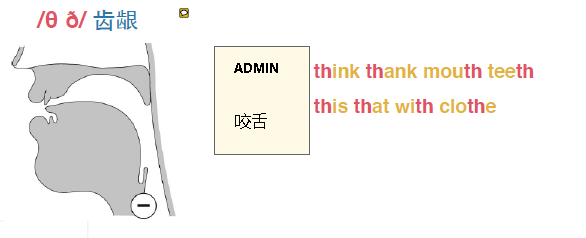 /θ ð/ 齿龈
ADMIN
咬舌
think thank mouth teeth
this that with clothe